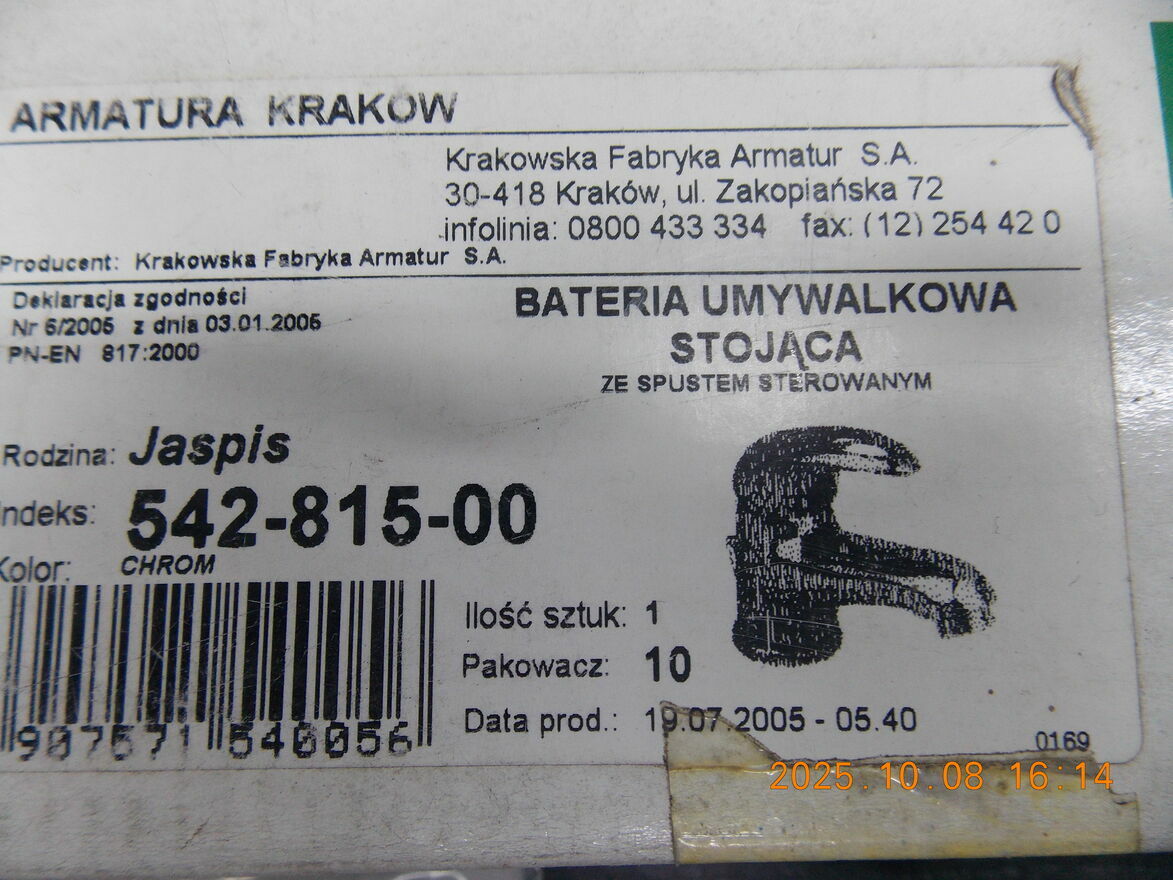 ARMATURA KRAKÓW
Krakowska Fabryka Armatur S.A.
30-418 Kraków, ul. Zakopiańska 72
infolinia: 0800 433 334 fax: (12) 254 42 0
Producent: Krakowska Fabryka Armatur S.A.
Deklaracja zgodności
Nr 6/2005 z dnia 03.01.2005
PN-EN 817:2000
BATERIA UMYWALKOWA
STOJĄCA
ZE SPUSTEM STEROWANYM
Rodzina: Jaspis
Indeks: 542-815-00
Kolor: CHROM
Ilość sztuk: 1
Pakowacz: 10
Data prod.: 19.07.2005 - 05.40
907571 540056
0169
2025.10.08 16:14